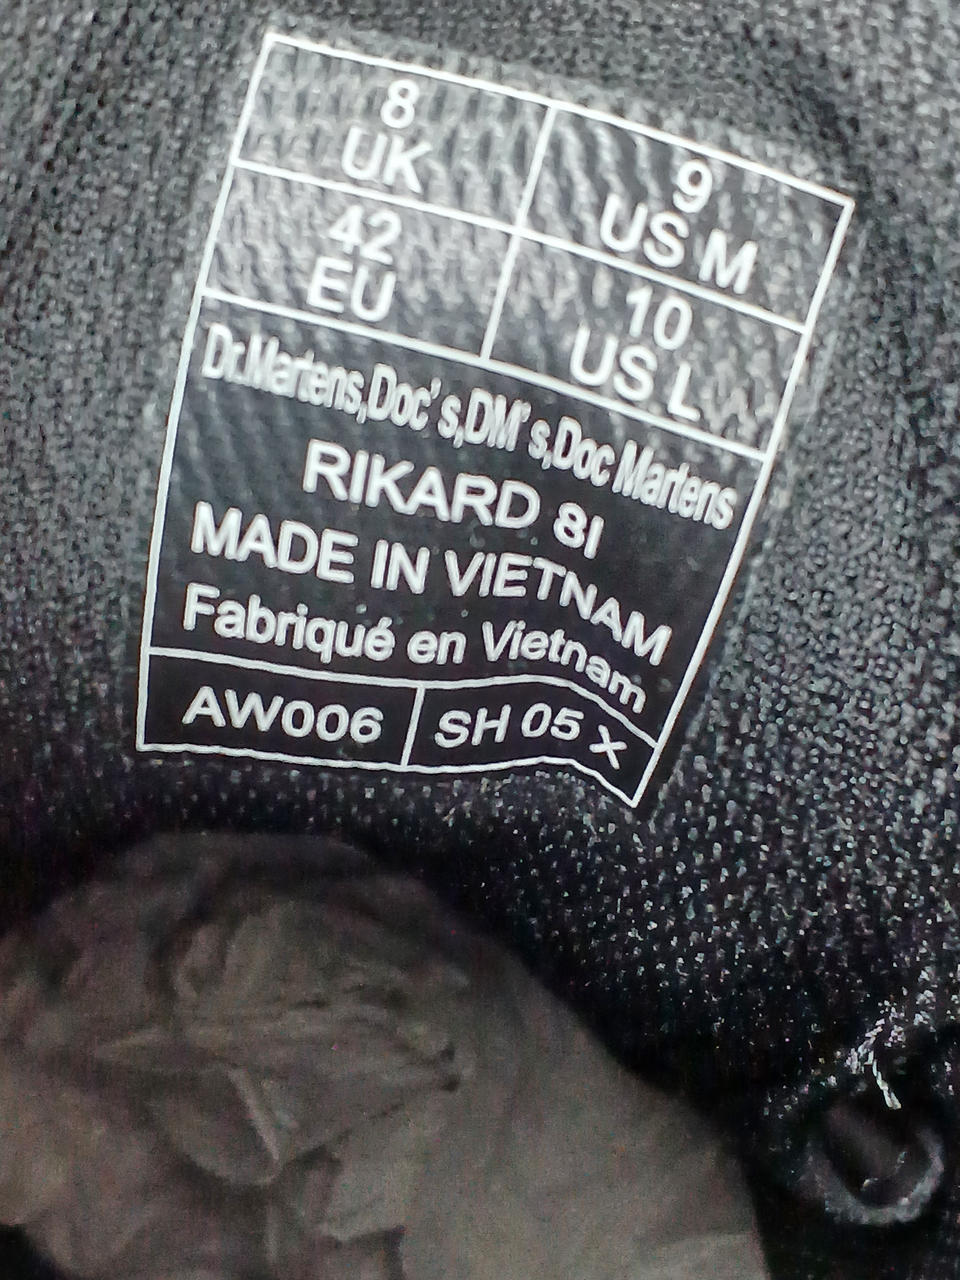 8
UK
9
US M
42
EU
10
US L
Dr.Martens,Doc's,DM's,Doc Martens
RIKARD 8I
MADE IN VIETNAM
Fabriqué en Vietnam
AW006
SH 05 X